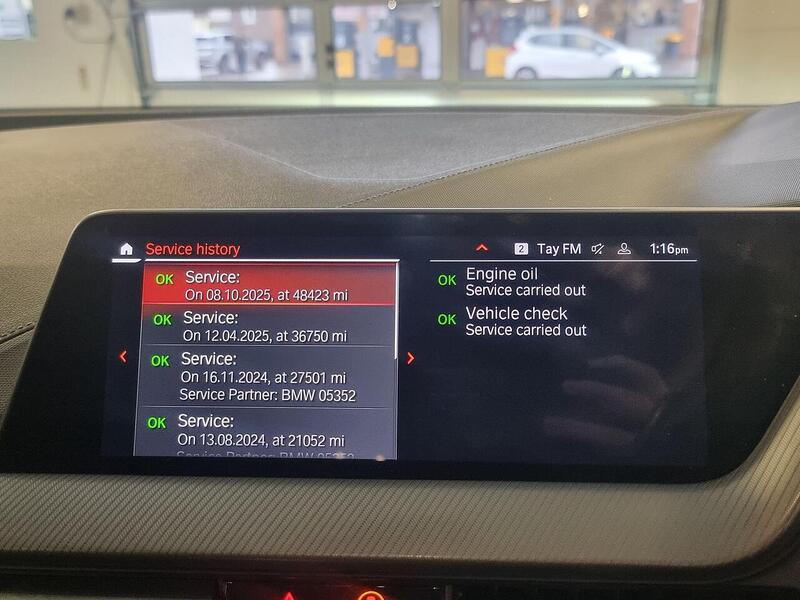 Service history
2 Tay FM 1:16pm
OK Service:
On 08.10.2025, at 48423 mi
OK Service:
On 12.04.2025, at 36750 mi
OK Service:
On 16.11.2024, at 27501 mi
Service Partner: BMW 05352
OK Service:
On 13.08.2024, at 21052 mi
Service Partner: BMW
OK Engine oil
Service carried out
OK Vehicle check
Service carried out